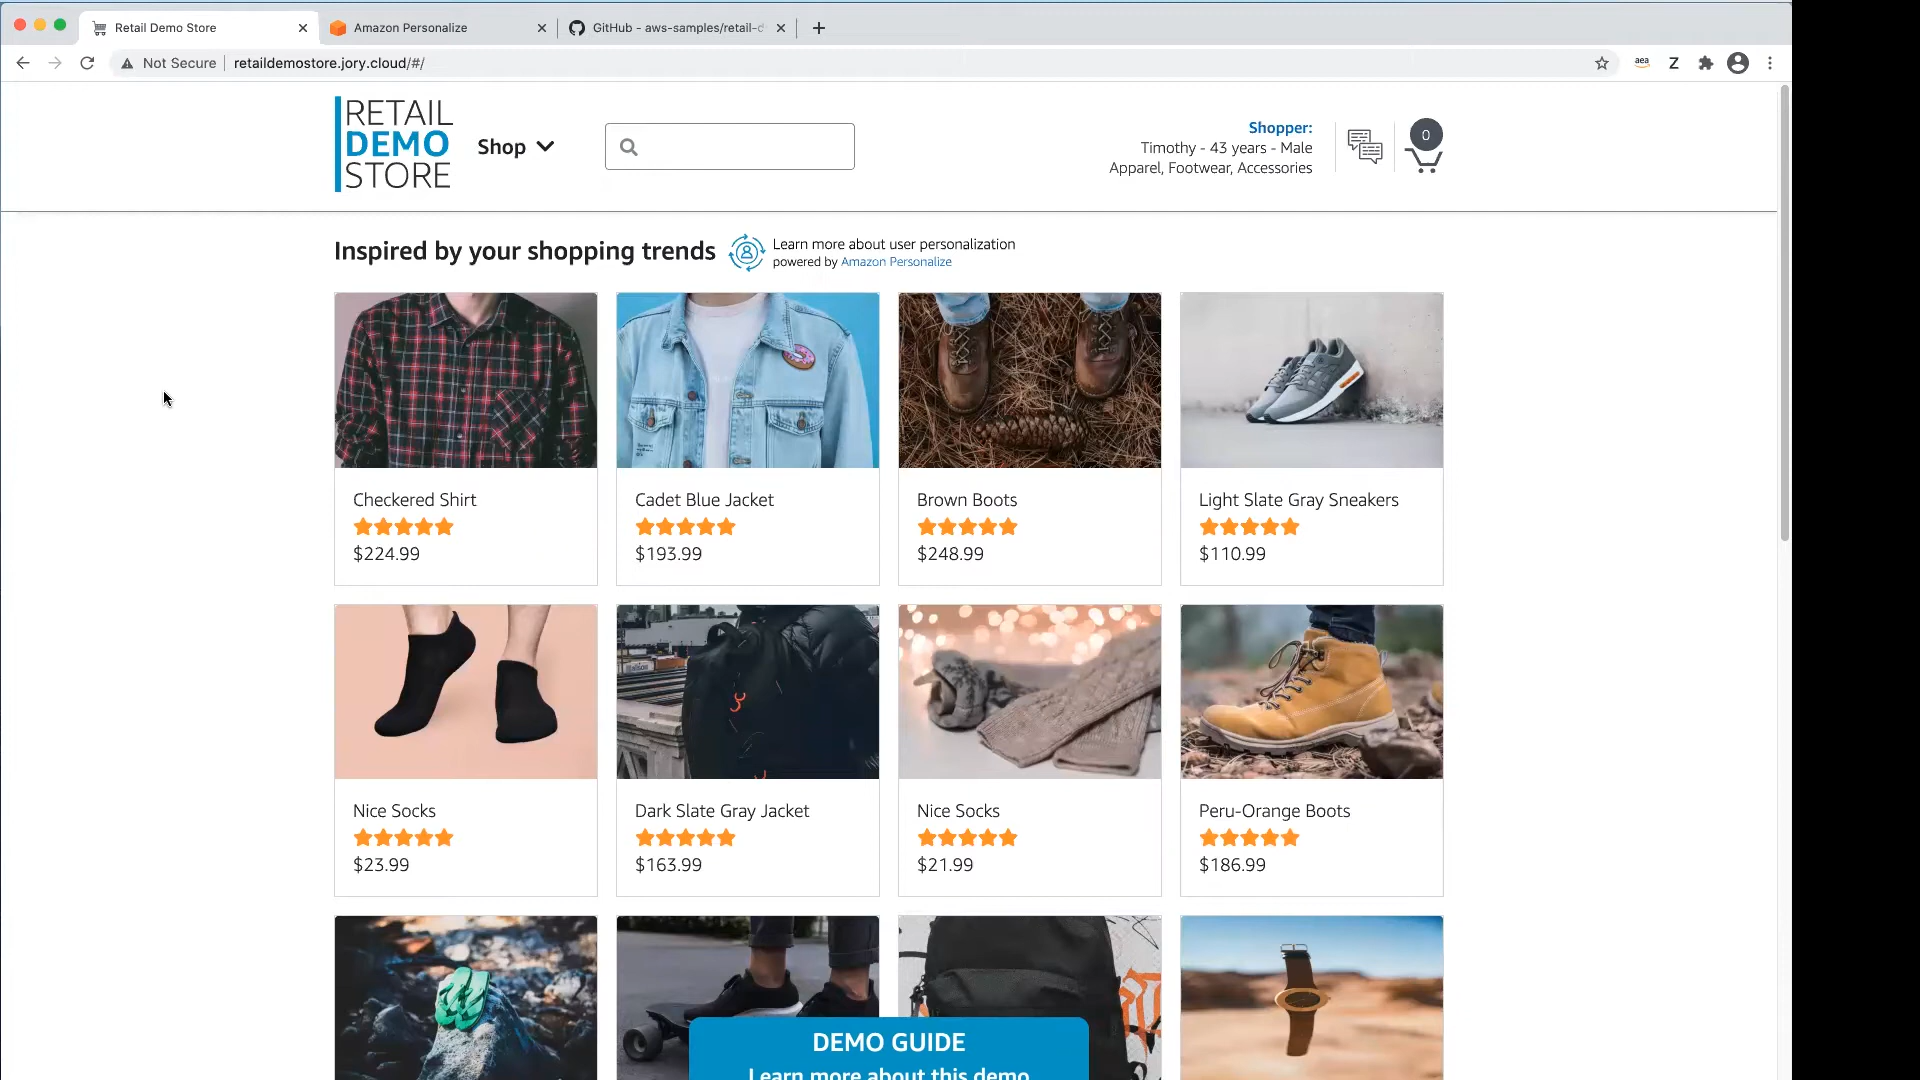 Retail Demo Store
Amazon Personalize
GitHub - aws-samples/retail-d
Not Secure
retaildemostore.jory.cloud/#/
aea
Z
RETAIL
DEMO
STORE
Shop
Shopper:
Timothy - 43 years - Male
Apparel, Footwear, Accessories
0
Inspired by your shopping trends
Learn more about user personalization
powered by Amazon Personalize
Checkered Shirt
$224.99
Cadet Blue Jacket
$193.99
Brown Boots
$248.99
Light Slate Gray Sneakers
$110.99
Nice Socks
$23.99
Dark Slate Gray Jacket
$163.99
Nice Socks
$21.99
Peru-Orange Boots
$186.99
DEMO GUIDE
Learn more about this demo